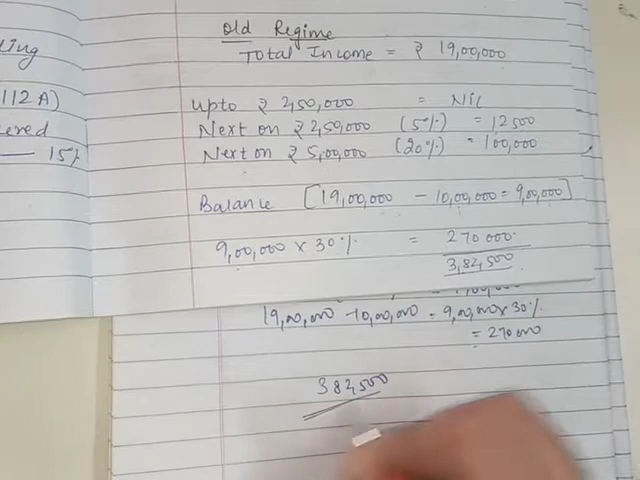 ling
112 A)
ered
15%
Old Regime
Total Income = ₹ 19,00,000
upto ₹ 2,50,000 = Nil
Next on ₹ 2,50,000 (5%) = 12500
Next on ₹ 5,00,000 (20%) = 100,000
Balance [19,00,000 - 10,00,000 = 9,00,000]
9,00,000 x 30% = 270000
3,82,500
19,00,000 - 10,00,000 = 9,00,000 x 30%
= 270000
382500